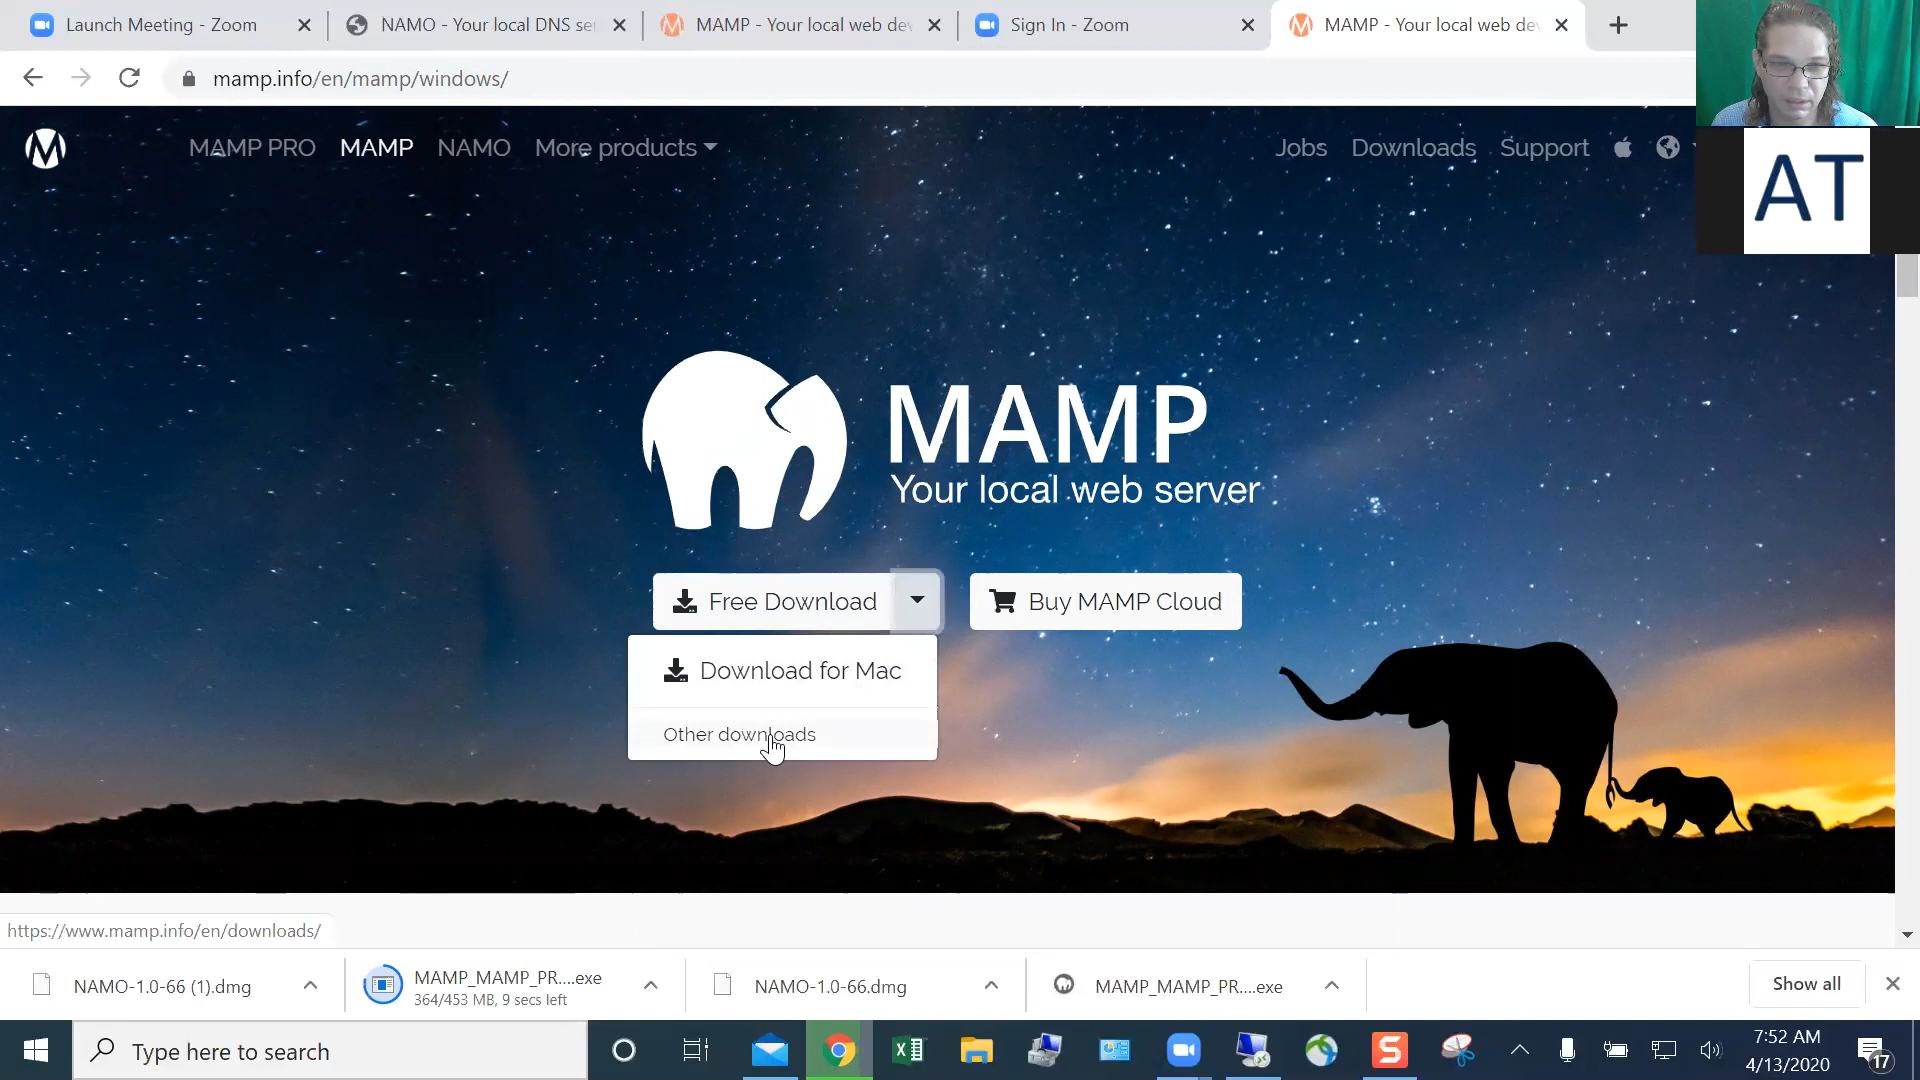 Launch Meeting - Zoom
NAMO - Your local DNS se
MAMP - Your local web dev
Sign In - Zoom
MAMP - Your local web dev
mamp.info/en/mamp/windows/
MAMP PRO
MAMP
NAMO
More products
Jobs
Downloads
Support
AT
MAMP
Your local web server
Free Download
Buy MAMP Cloud
Download for Mac
Other downloads
https://www.mamp.info/en/downloads/
NAMO-1.0-66 (1).dmg
MAMP_MAMP_PR....exe
364/453 MB, 9 secs left
NAMO-1.0-66.dmg
MAMP_MAMP_PR....exe
Show all
Type here to search
7:52 AM
4/13/2020
17